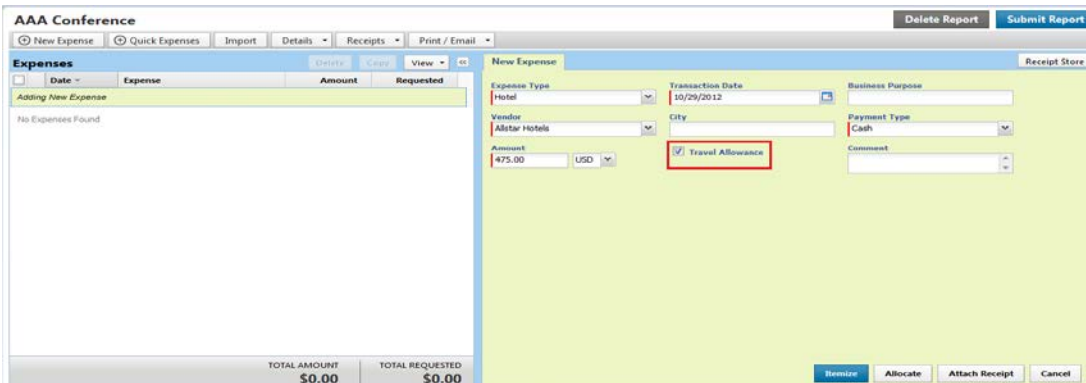 AAA Conference
Delete Report Submit Report
New Expense Quick Expenses Import Details Receipts Print / Email
Expenses Delete Copy View
Date Expense Amount Requested
Adding New Expense
No Expenses Found
TOTAL AMOUNT TOTAL REQUESTED
$0.00 $0.00
New Expense Receipt Store
Expense Type Transaction Date Business Purpose
Hotel 10/29/2012
Vendor City Payment Type
Allstar Hotels Cash
Amount Travel Allowance Comment
475.00 USD
Itemize Allocate Attach Receipt Cancel